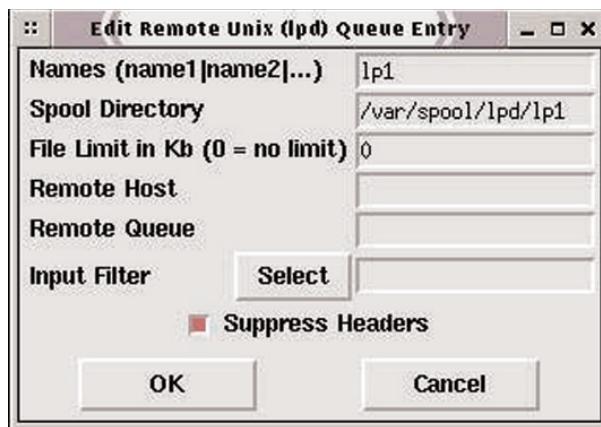 Edit Remote Unix (lpd) Queue Entry
Names (name1|name2|...) lp1
Spool Directory /var/spool/lpd/lp1
File Limit in Kb (0 = no limit) 0
Remote Host
Remote Queue
Input Filter Select
Suppress Headers
OK Cancel